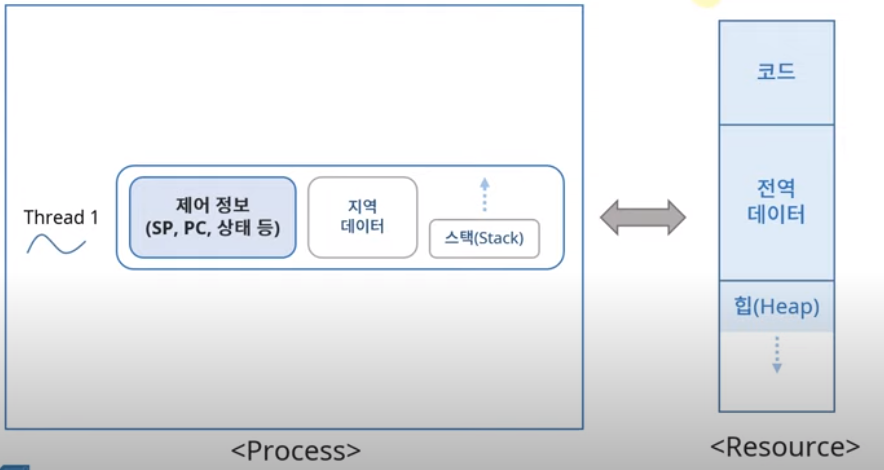 Thread 1
제어 정보
(SP, PC, 상태 등)
지역
데이터
스택(Stack)
<Process>
코드
전역
데이터
힙(Heap)
<Resource>